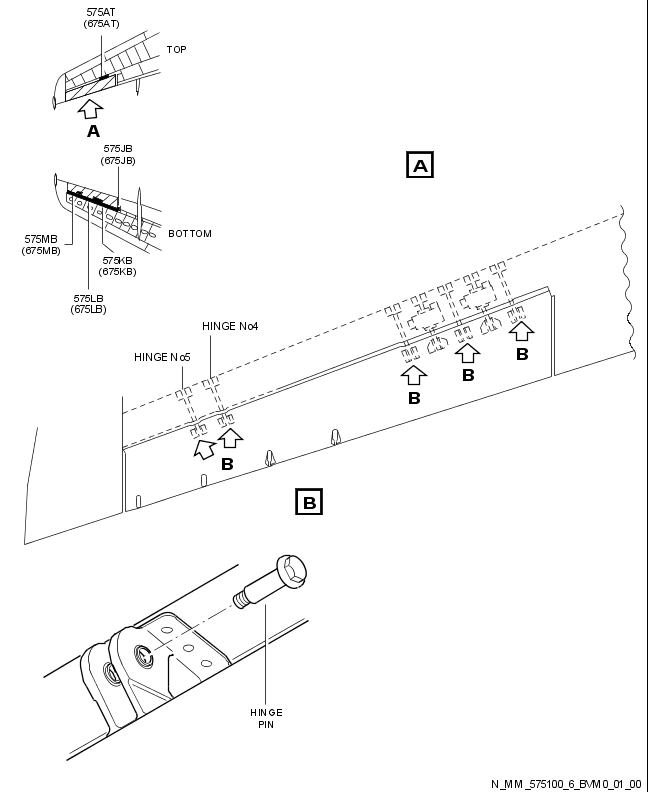 575AT
(675AT)
TOP
A
575JB
(675JB)
A
575MB
(675MB)
BOTTOM
575KB
(675KB)
575LB
(675LB)
HINGE No4
HINGE No5
B
B
B
B
B
HINGE
PIN
N_MM_575100_6_BVM0_01_00